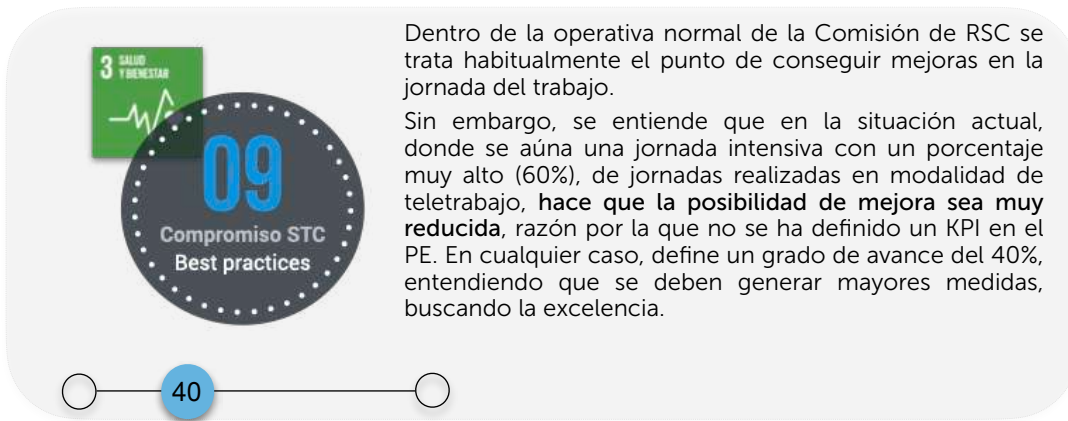 3 SALUD
Y BIENESTAR
09
Compromiso STC
Best practices
Dentro de la operativa normal de la Comisión de RSC se
trata habitualmente el punto de conseguir mejoras en la
jornada del trabajo.
Sin embargo, se entiende que en la situación actual,
donde se aúna una jornada intensiva con un porcentaje
muy alto (60%), de jornadas realizadas en modalidad de
teletrabajo, hace que la posibilidad de mejora sea muy
reducida, razón por la que no se ha definido un KPI en el
PE. En cualquier caso, define un grado de avance del 40%,
entendiendo que se deben generar mayores medidas,
buscando la excelencia.
40